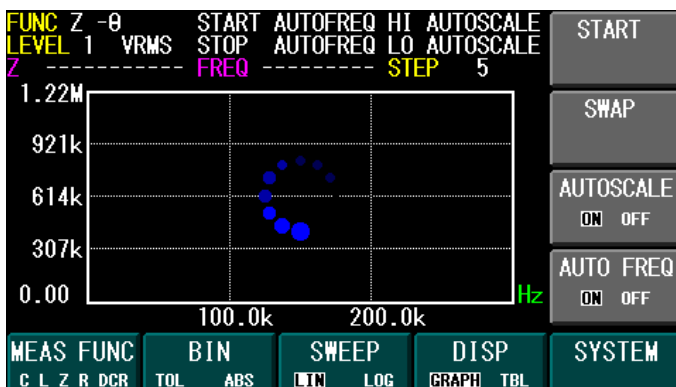 FUNC Z -θ START AUTOFREQ HI AUTOSCALE
LEVEL 1 VRMS STOP AUTOFREQ LO AUTOSCALE
Z ----------- FREQ --------- STEP 5
1.22M
921k
614k
307k
0.00
100.0k 200.0k
Hz
START
SWAP
AUTOSCALE
ON OFF
AUTO FREQ
ON OFF
MEAS FUNC
C L Z R DCR
BIN
TOL ABS
SWEEP
LIN LOG
DISP
GRAPH TBL
SYSTEM